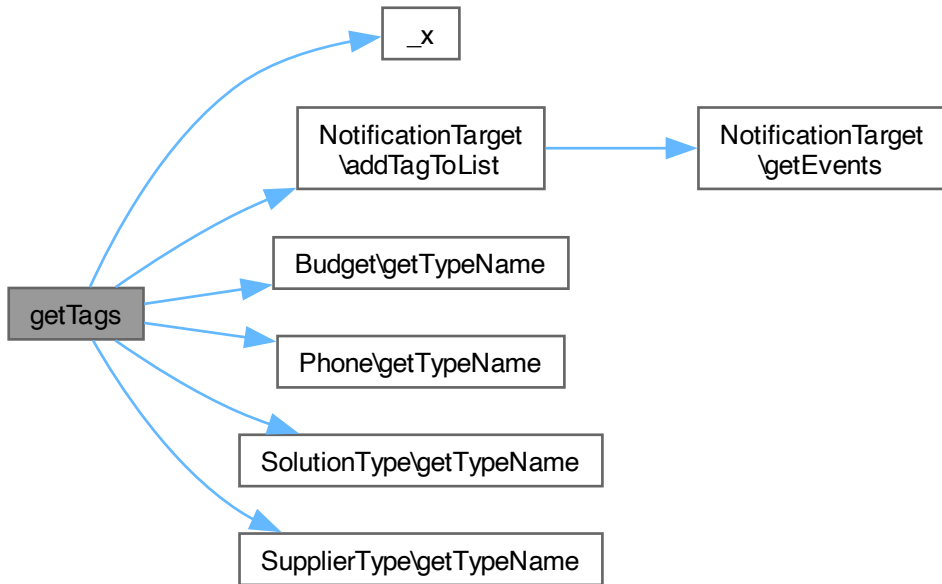 _x
NotificationTarget
\addTagToList
NotificationTarget
\getEvents
Budget\getTypeName
getTags
Phone\getTypeName
SolutionType\getTypeName
SupplierType\getTypeName